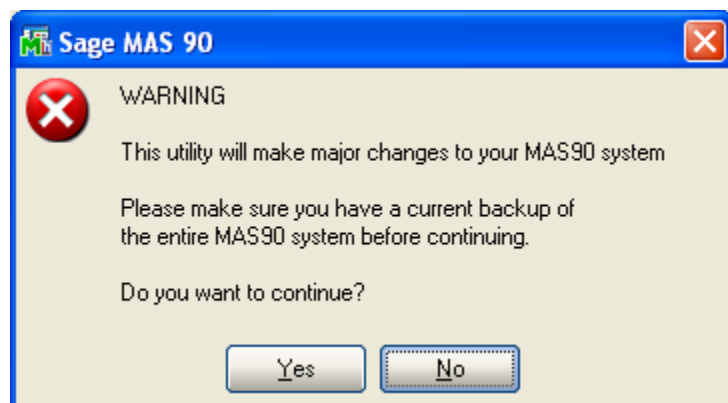 Sage MAS 90
WARNING
This utility will make major changes to your MAS90 system
Please make sure you have a current backup of
the entire MAS90 system before continuing.
Do you want to continue?
Yes
No